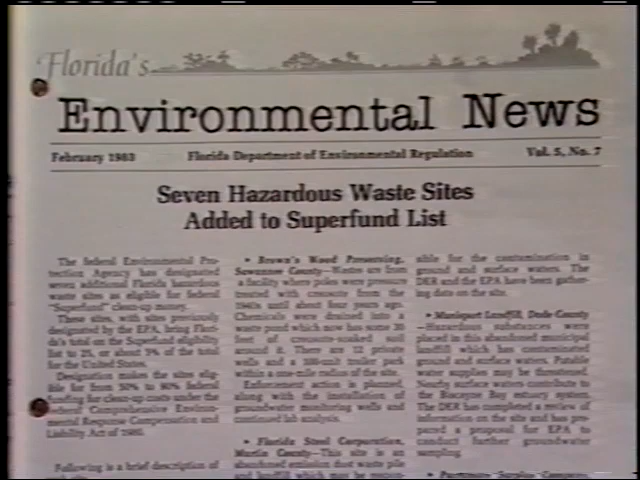 Florida's
Environmental News
February 1983 Florida Department of Environmental Regulation Vol. 5, No. 7
Seven Hazardous Waste Sites
Added to Superfund List
The federal Environmental Pro-
tection Agency has designated
seven additional Florida hazardous
waste sites as eligible for federal
"Superfund" clean-up money.
These sites, with sites previously
designated by the EPA, bring Flori-
da's total on the Superfund eligibility
list to 25, or about 5% of the total
for the United States.
Designation makes the sites elig-
ible for from 50% to 90% federal
funding for clean-up costs under the
federal Comprehensive Environ-
mental Response Compensation and
Liability Act of 1980.
Following is a brief description of
• Brown's Wood Preserving,
Suwannee County—Wastes are from
a facility where poles were pressure
treated with creosote from the
1940s until about four years ago.
Chemicals were drained into a
waste pond which now has some 30
feet of creosote-soaked soil
around it. There are 12 private
wells and a trailer park
within a one-mile radius of the site.
Enforcement action is planned,
along with the installation of
groundwater monitoring wells and
continued lab analysis.
• Florida Steel Corporation,
Martin County—This site is an
abandoned emission dust waste pile
and landfill which may be
sible for the contamination in
ground and surface waters. The
DER and the EPA have been gather-
ing data on the site.
• Munisport Landfill, Dade County
—Hazardous substances were
placed in this abandoned municipal
landfill which has contaminated
ground and surface waters. Potable
water supplies may be threatened.
Nearby surface waters contribute to
the Biscayne Bay estuary system.
The DER has completed a review of
information on the site and has pre-
pared a proposal for EPA to
conduct further groundwater
sampling.